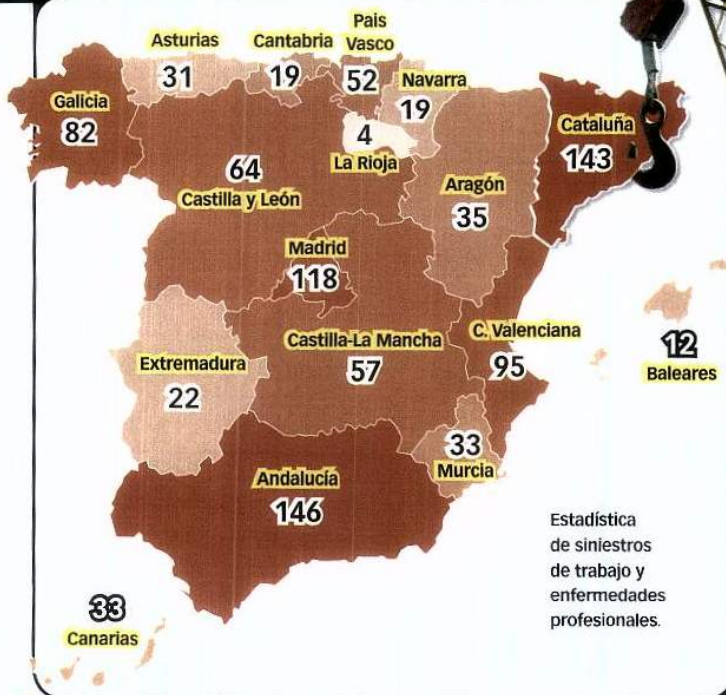 Pais
Vasco
52
Asturias
31
Cantabria
19
Navarra
19
Galicia
82
4
La Rioja
Cataluña
143
64
Castilla y León
Aragón
35
Madrid
118
Castilla-La Mancha
57
C. Valenciana
95
12
Baleares
Extremadura
22
33
Murcia
Andalucía
146
Estadística
de siniestros
de trabajo y
enfermedades
profesionales.
33
Canarias